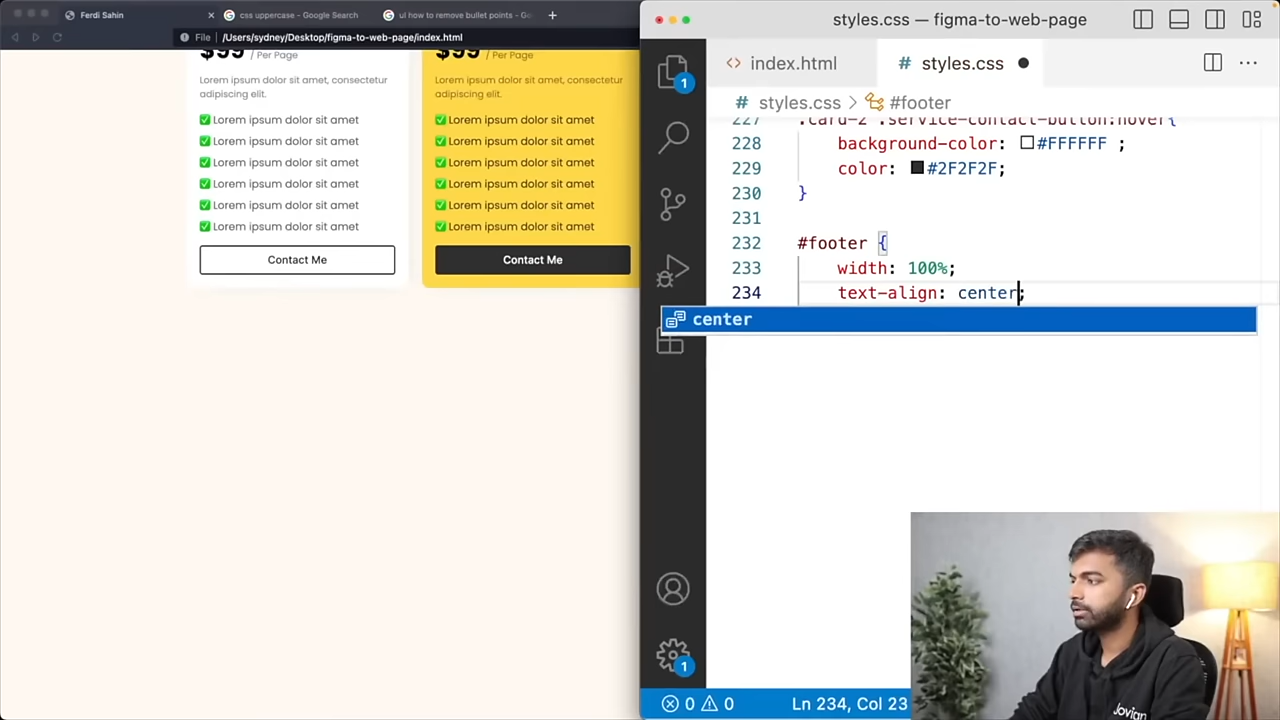 Ferdi Sahin
css uppercase - Google Search
ul how to remove bullet points - Go
File /Users/sydney/Desktop/figma-to-web-page/index.html
$99 / Per Page
Lorem ipsum dolor sit amet, consectetur
adipiscing elit.
✅ Lorem ipsum dolor sit amet
✅ Lorem ipsum dolor sit amet
✅ Lorem ipsum dolor sit amet
✅ Lorem ipsum dolor sit amet
✅ Lorem ipsum dolor sit amet
✅ Lorem ipsum dolor sit amet
Contact Me
$99 / Per Page
Lorem ipsum dolor sit amet, consectetur
adipiscing elit.
✅ Lorem ipsum dolor sit amet
✅ Lorem ipsum dolor sit amet
✅ Lorem ipsum dolor sit amet
✅ Lorem ipsum dolor sit amet
✅ Lorem ipsum dolor sit amet
✅ Lorem ipsum dolor sit amet
Contact Me
styles.css — figma-to-web-page
1
<> index.html
# styles.css ●
# styles.css > #footer
227 .card-2 .service-contact-button:hover{
228 background-color: #FFFFFF ;
229 color: #2F2F2F;
230 }
231
232 #footer {
233 width: 100%;
234 text-align: center;
center
1
0 0 Ln 234, Col 23
Jovian